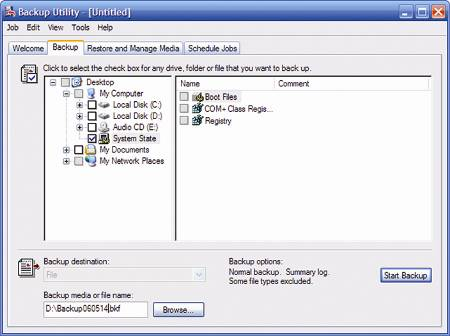 Backup Utility - [Untitled]
Job Edit View Tools Help
Welcome Backup Restore and Manage Media Schedule Jobs
Click to select the check box for any drive, folder or file that you want to back up.
Desktop
My Computer
Local Disk (C:)
Local Disk (D:)
Audio CD (E:)
System State
My Documents
My Network Places
Name Comment
Boot Files
COM+ Class Regis...
Registry
Backup destination:
File
Backup media or file name:
D:\Backup060514.bkf
Browse...
Backup options:
Normal backup. Summary log.
Some file types excluded.
Start Backup